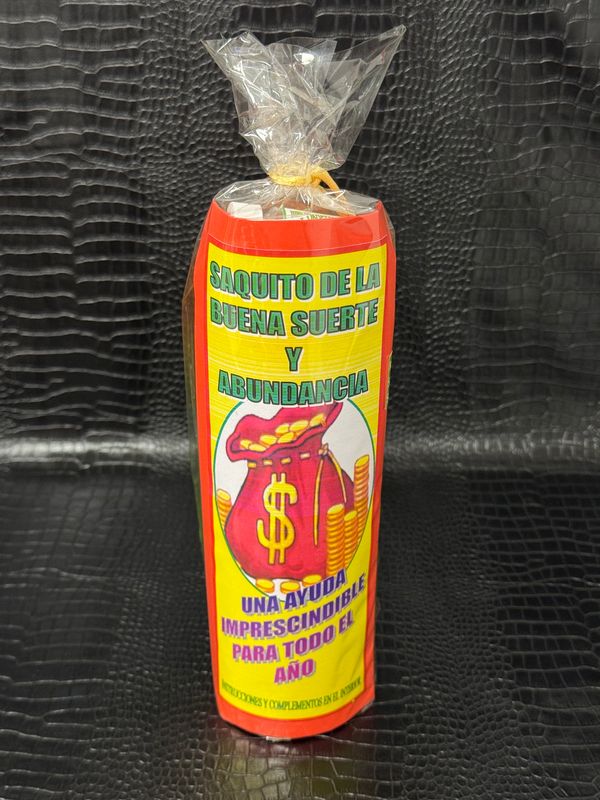 SAQUITO DE LA
BUENA SUERTE
Y
ABUNDANCIA
$
UNA AYUDA
IMPRESCINDIBLE
PARA TODO EL
AÑO
INSTRUCCIONES Y COMPLEMENTOS EN EL INTERIOR